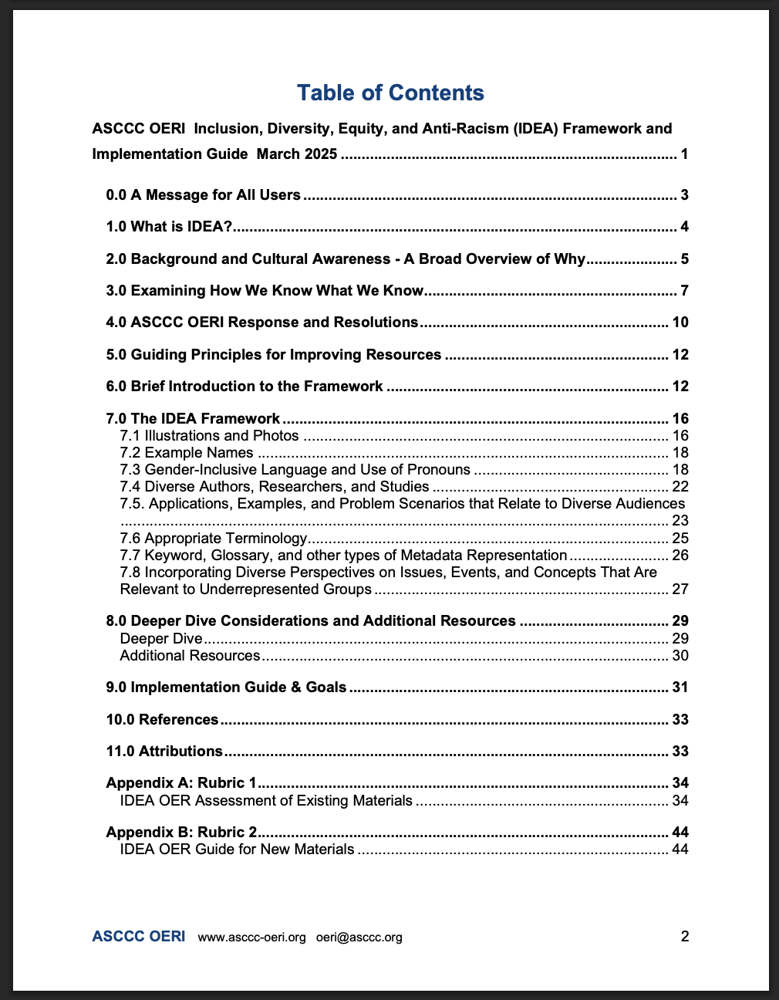 Table of Contents
ASCCC OERI  Inclusion, Diversity, Equity, and Anti-Racism (IDEA) Framework and
Implementation Guide  March 2025 ................................................................................. 1
0.0 A Message for All Users .......................................................................................... 3
1.0 What is IDEA?.......................................................................................................... 4
2.0 Background and Cultural Awareness - A Broad Overview of Why...................... 5
3.0 Examining How We Know What We Know............................................................. 7
4.0 ASCCC OERI Response and Resolutions............................................................ 10
5.0 Guiding Principles for Improving Resources ...................................................... 12
6.0 Brief Introduction to the Framework .................................................................... 12
7.0 The IDEA Framework ............................................................................................. 16
7.1 Illustrations and Photos ........................................................................................ 16
7.2 Example Names ................................................................................................... 18
7.3 Gender-Inclusive Language and Use of Pronouns ............................................... 18
7.4 Diverse Authors, Researchers, and Studies ......................................................... 22
7.5. Applications, Examples, and Problem Scenarios that Relate to Diverse Audiences
.................................................................................................................................... 23
7.6 Appropriate Terminology....................................................................................... 25
7.7 Keyword, Glossary, and other types of Metadata Representation ........................ 26
7.8 Incorporating Diverse Perspectives on Issues, Events, and Concepts That Are
Relevant to Underrepresented Groups ....................................................................... 27
8.0 Deeper Dive Considerations and Additional Resources .................................... 29
Deeper Dive................................................................................................................ 29
Additional Resources.................................................................................................. 30
9.0 Implementation Guide & Goals ............................................................................. 31
10.0 References ............................................................................................................ 33
11.0 Attributions........................................................................................................... 33
Appendix A: Rubric 1................................................................................................... 34
IDEA OER Assessment of Existing Materials ............................................................. 34
Appendix B: Rubric 2................................................................................................... 44
IDEA OER Guide for New Materials ........................................................................... 44
ASCCC OERI   www.asccc-oeri.org   oeri@asccc.org   2